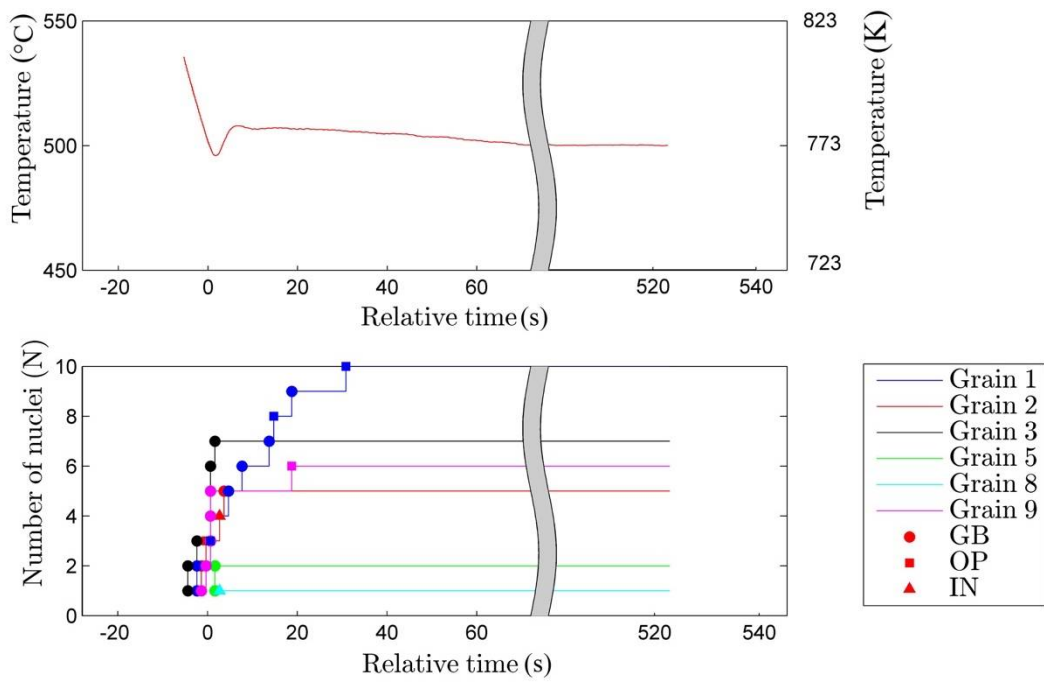 550
823
500
773
450
723
Temperature (°C)
Temperature (K)
-20 0 20 40 60 520 540
Relative time (s)
10
8
6
4
2
0
Number of nuclei (N)
-20 0 20 40 60 520 540
Relative time (s)
Grain 1
Grain 2
Grain 3
Grain 5
Grain 8
Grain 9
GB
OP
IN